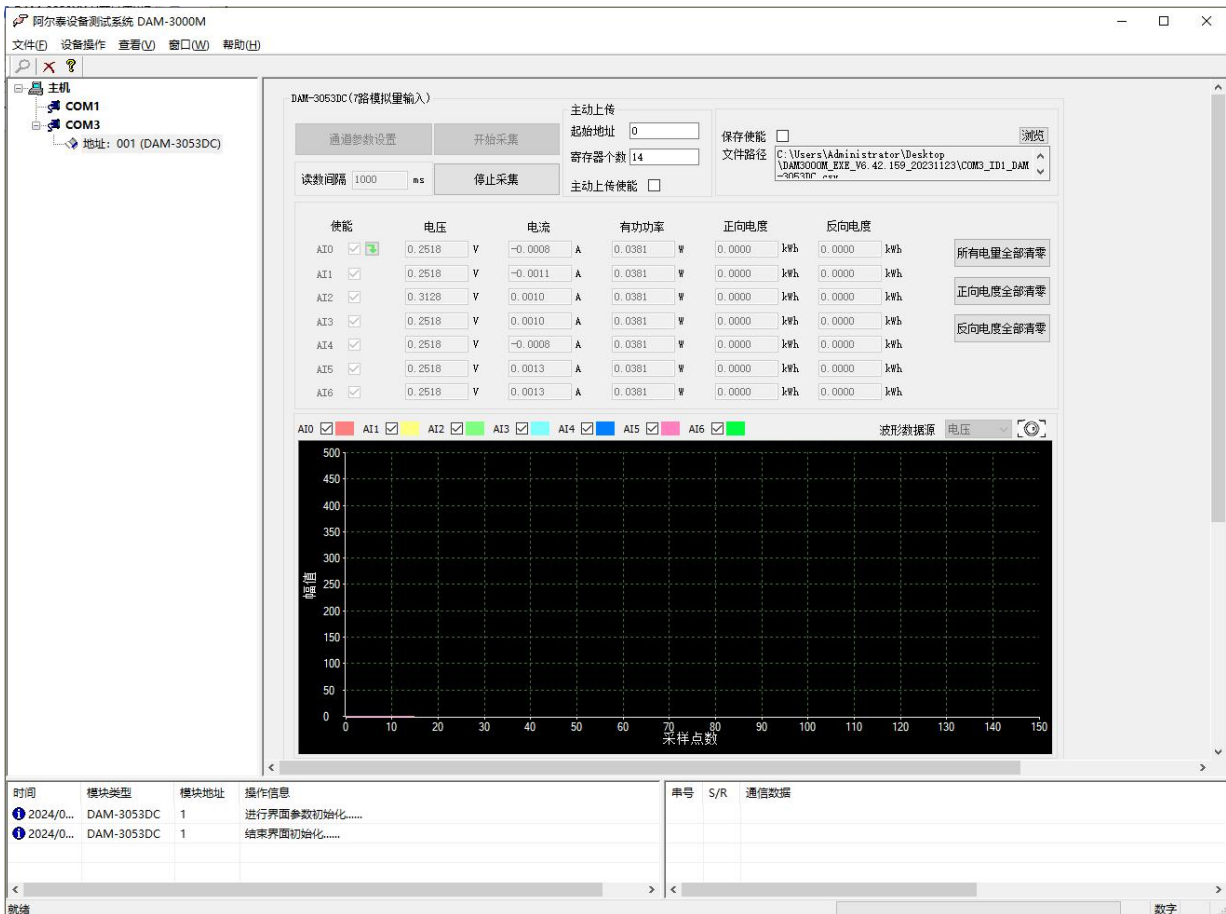 阿尔泰设备测试系统 DAM-3000M
文件(F) 设备操作 查看(V) 窗口(W) 帮助(H)
主机
COM1
COM3
地址：001 (DAM-3053DC)
DAM-3053DC(7路模拟量输入)
通道参数设置 开始采集
读数间隔 1000 ms 停止采集
主动上传
起始地址 0
寄存器个数 14
主动上传使能
保存使能 浏览
文件路径 C:\Users\Administrator\Desktop
\DAM3000M_EXE_V6.42.159_20231123\COM3_ID1_DAM
-3053DC.csv
使能 电压 电流 有功功率 正向电度 反向电度
AI0 0.2518 V -0.0008 A 0.0381 W 0.0000 kWh 0.0000 kWh
AI1 0.2518 V -0.0011 A 0.0381 W 0.0000 kWh 0.0000 kWh
AI2 0.3128 V 0.0010 A 0.0381 W 0.0000 kWh 0.0000 kWh
AI3 0.2518 V 0.0010 A 0.0381 W 0.0000 kWh 0.0000 kWh
AI4 0.2518 V -0.0008 A 0.0381 W 0.0000 kWh 0.0000 kWh
AI5 0.2518 V 0.0013 A 0.0381 W 0.0000 kWh 0.0000 kWh
AI6 0.2518 V 0.0013 A 0.0381 W 0.0000 kWh 0.0000 kWh
所有电量全部清零
正向电度全部清零
反向电度全部清零
AI0 AI1 AI2 AI3 AI4 AI5 AI6 波形数据源 电压
500
450
400
350
300
250
200
150
100
50
0
幅值
0 10 20 30 40 50 60 70 80 90 100 110 120 130 140 150
采样点数
时间 模块类型 模块地址 操作信息
2024/0... DAM-3053DC 1 进行界面参数初始化......
2024/0... DAM-3053DC 1 结束界面初始化......
串号 S/R 通信数据
就绪 数字